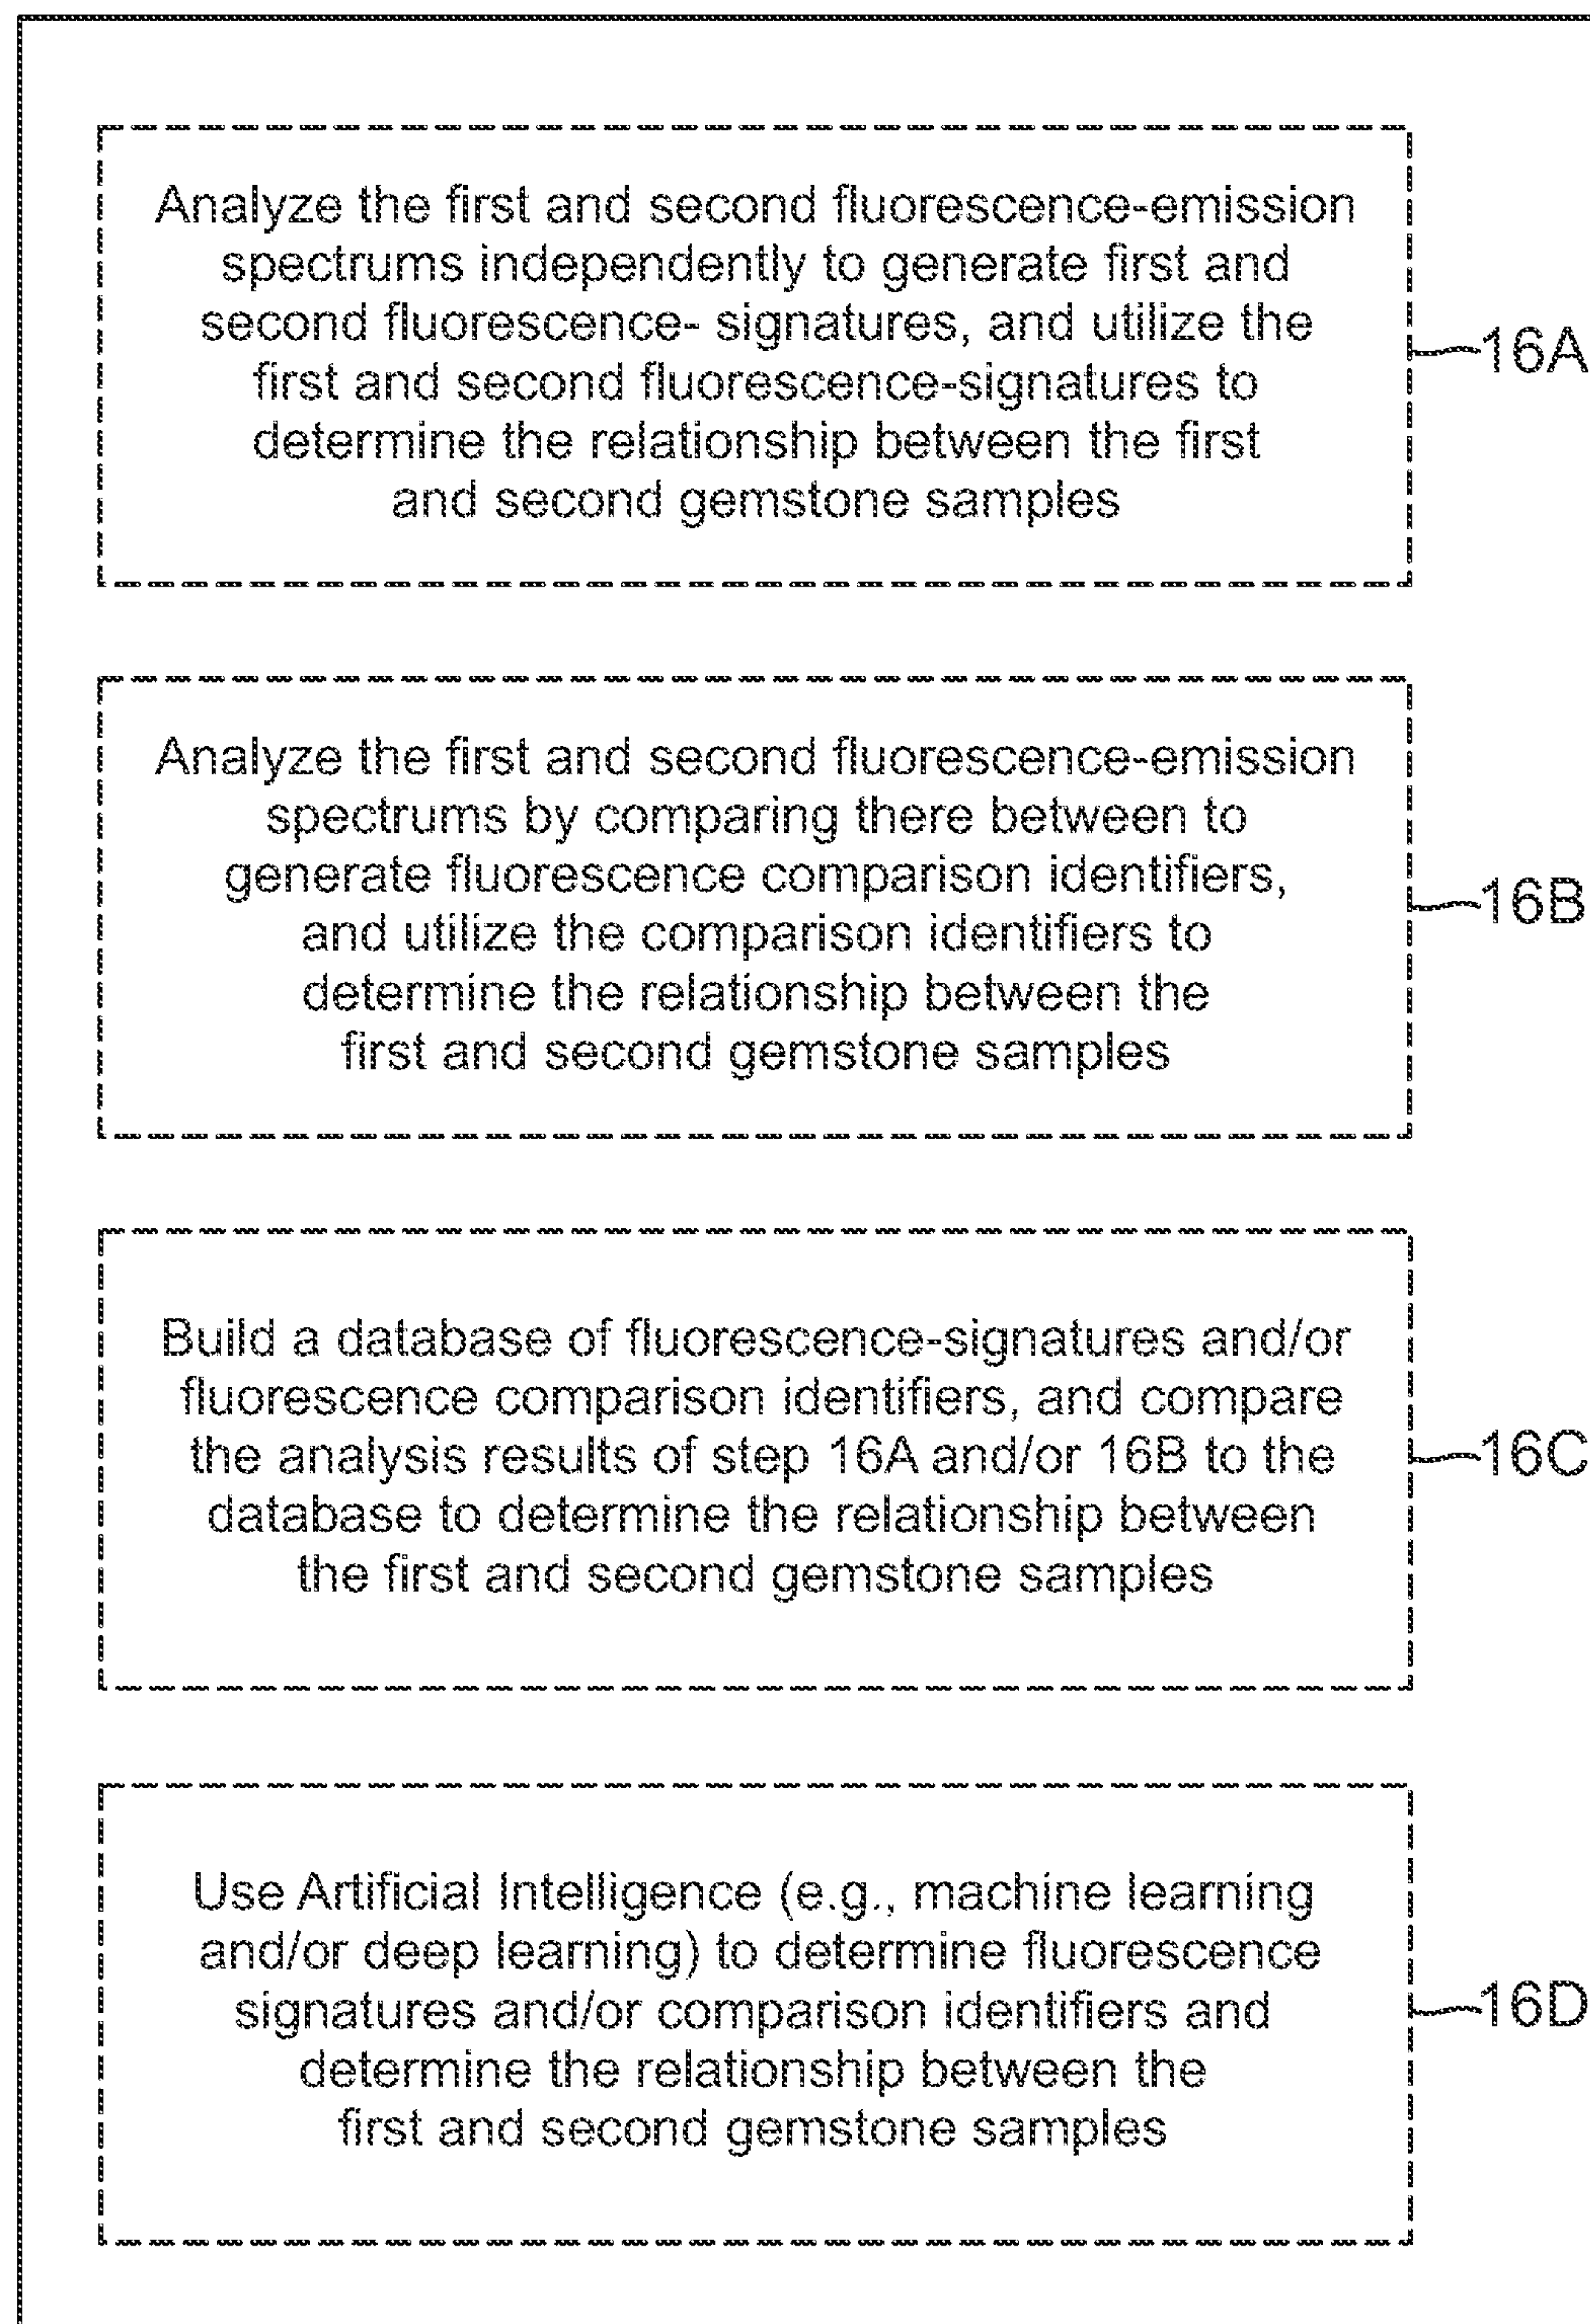 Analyze the first and second fluorescence-emission
spectrums independently to generate first and
second fluorescence- signatures, and utilize the
first and second fluorescence-signatures to
determine the relationship between the first
and second gemstone samples
16A
Analyze the first and second fluorescence-emission
spectrums by comparing there between to
generate fluorescence comparison identifiers,
and utilize the comparison identifiers to
determine the relationship between the
first and second gemstone samples
16B
Build a database of fluorescence-signatures and/or
fluorescence comparison identifiers, and compare
the analysis results of step 16A and/or 16B to the
database to determine the relationship between
the first and second gemstone samples
16C
Use Artificial Intelligence (e.g., machine learning
and/or deep learning) to determine fluorescence
signatures and/or comparison identifiers and
determine the relationship between the
first and second gemstone samples
16D